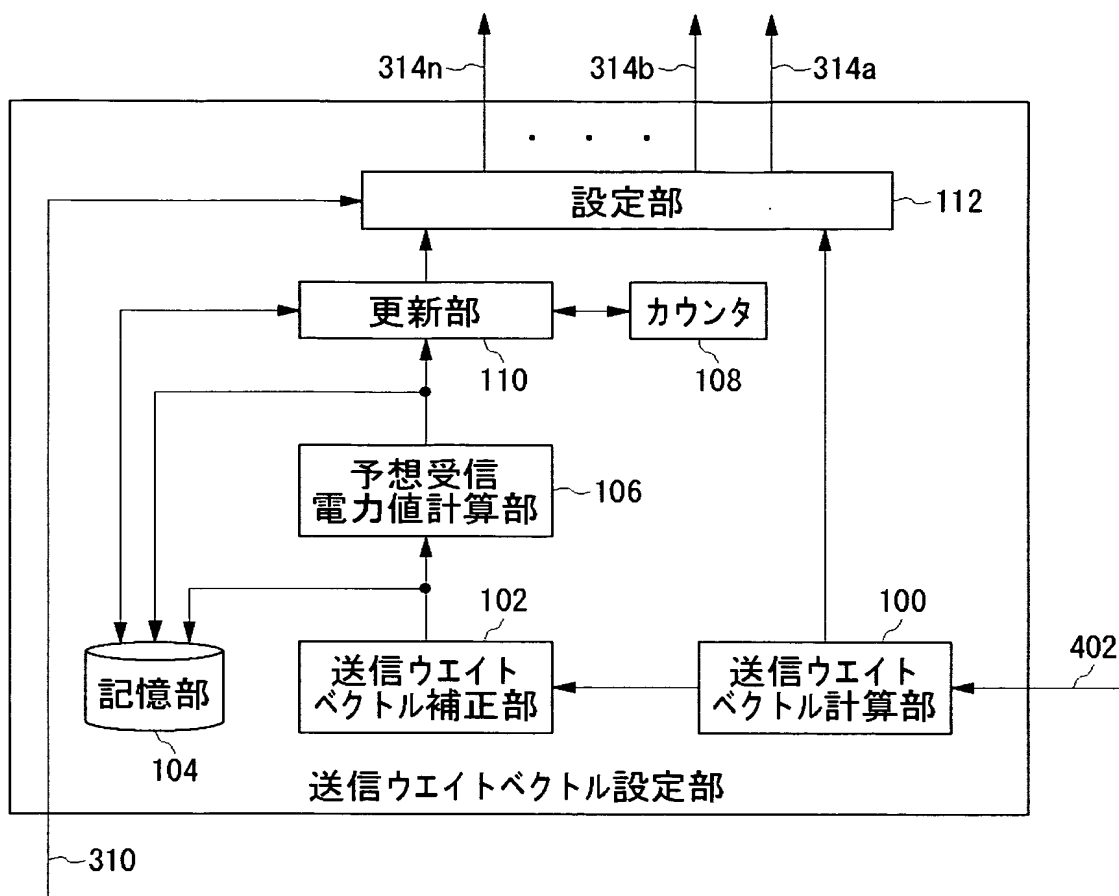 314n
314b
314a
設定部
112
更新部
カウンタ
110
108
予想受信
電力値計算部
106
102
100
402
記憶部
送信ウエイト
ベクトル補正部
送信ウエイト
ベクトル計算部
104
送信ウエイトベクトル設定部
310